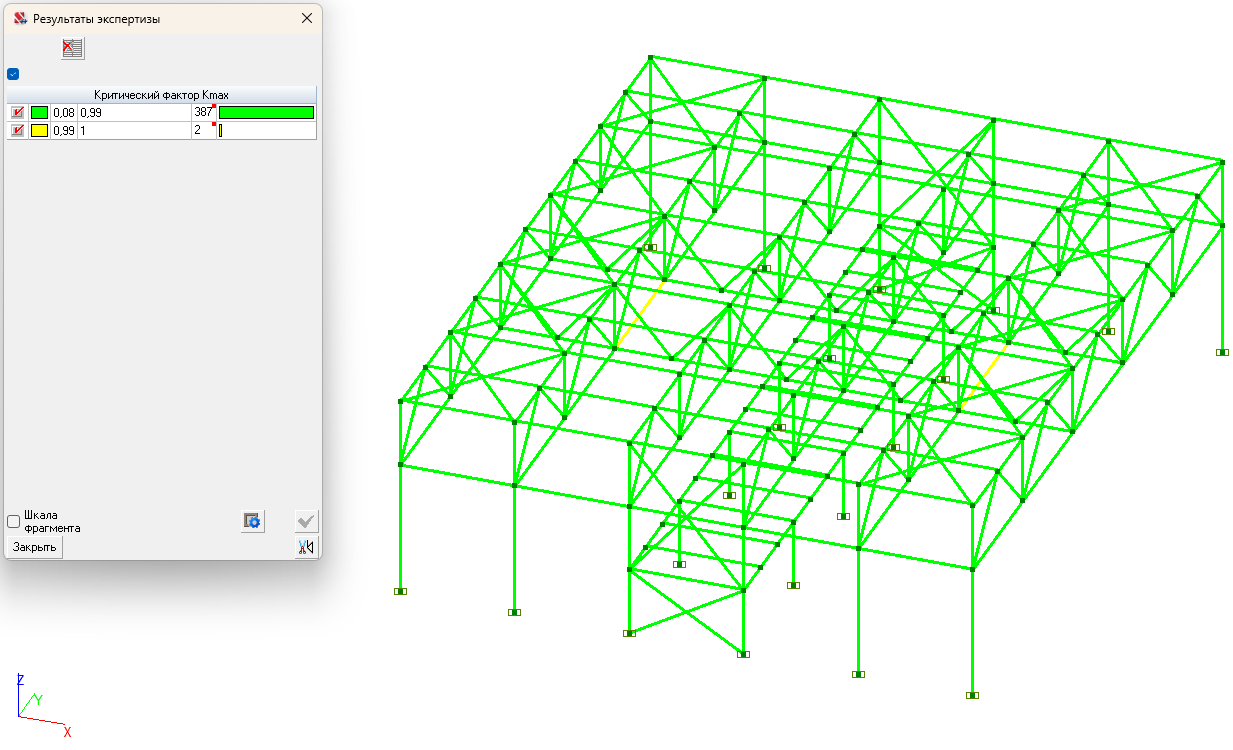 Результаты экспертизы
Критический фактор Kmax
0,08 0,99 387
0,99 1 2
Шкала
фрагмента
Закрыть
Z
Y
X